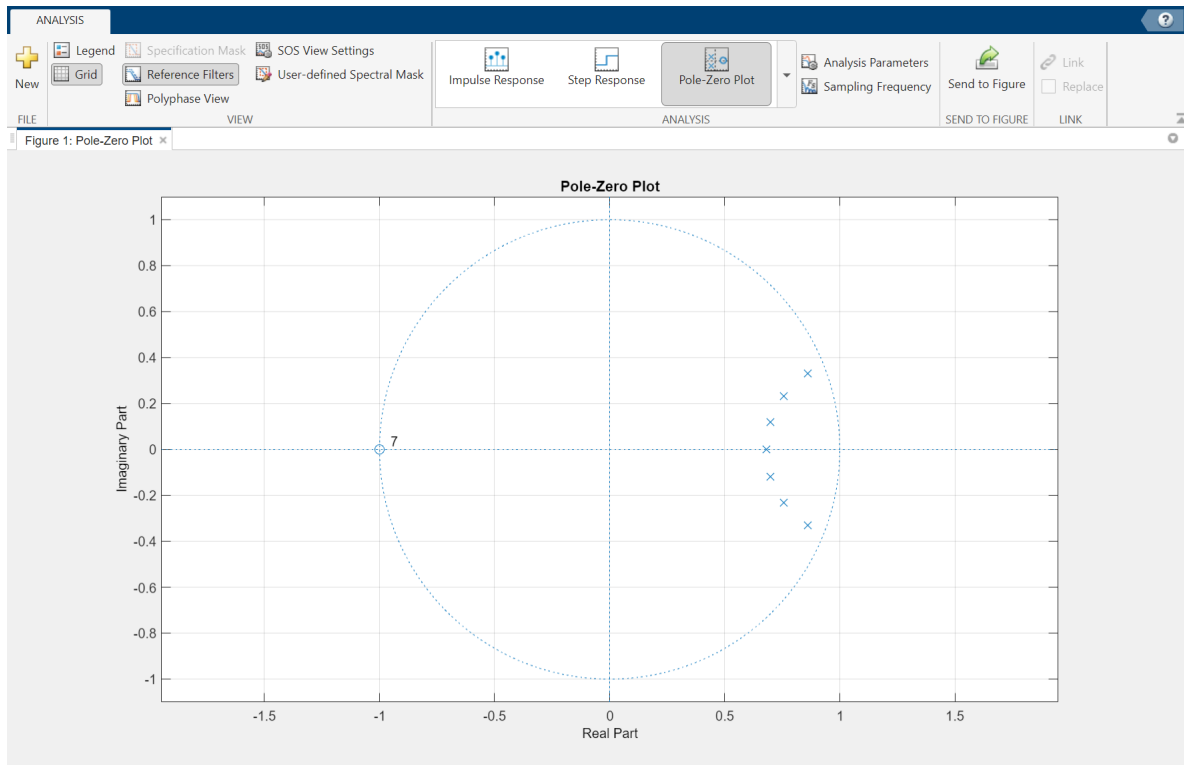 ANALYSIS
?
New
Legend
Specification Mask
SOS View Settings
Grid
Reference Filters
User-defined Spectral Mask
Polyphase View
Impulse Response
Step Response
Pole-Zero Plot
Analysis Parameters
Sampling Frequency
Send to Figure
Link
Replace
FILE
VIEW
ANALYSIS
SEND TO FIGURE
LINK
Figure 1: Pole-Zero Plot ×
Pole-Zero Plot
1
0.8
0.6
0.4
0.2
0
-0.2
-0.4
-0.6
-0.8
-1
Imaginary Part
7
-1.5
-1
-0.5
0
0.5
1
1.5
Real Part